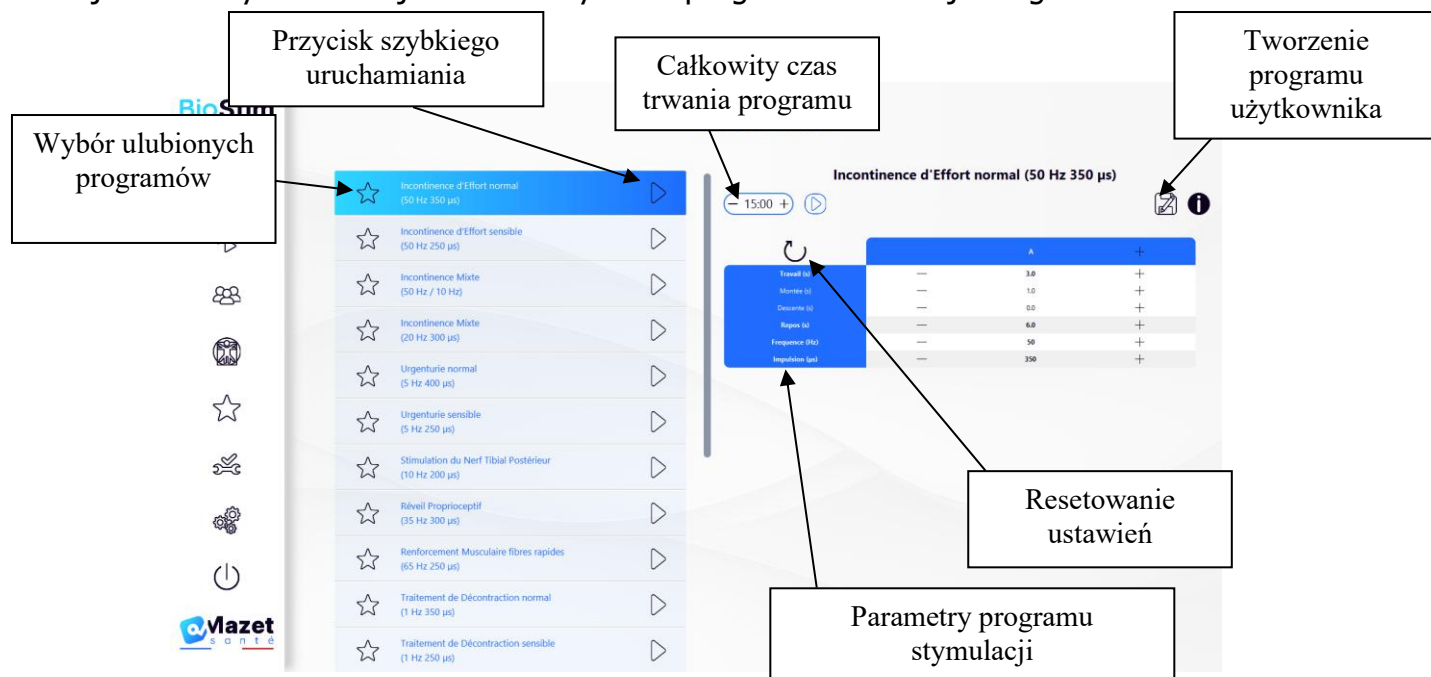 Przycisk szybkiego
uruchamiania
Całkowity czas
trwania programu
Tworzenie
programu
użytkownika
BioStim
Wybór ulubionych
programów
Incontinence d'Effort normal
(50 Hz 350 µs)
Incontinence d'Effort sensible
(50 Hz 250 µs)
Incontinence Mixte
(50 Hz / 10 Hz)
Incontinence Mixte
(20 Hz 300 µs)
Urgenturie normal
(5 Hz 400 µs)
Urgenturie sensible
(5 Hz 250 µs)
Stimulation du Nerf Tibial Postérieur
(10 Hz 200 µs)
Réveil Proprioceptif
(35 Hz 300 µs)
Renforcement Musculaire fibres rapides
(65 Hz 250 µs)
Traitement de Décontraction normal
(1 Hz 350 µs)
Traitement de Décontraction sensible
(1 Hz 250 µs)
Incontinence d'Effort normal (50 Hz 350 µs)
— 15:00 +
A +
Travail (s) — 3.0 +
Montée (s) — 1.0 +
Descente (s) — 0.0 +
Repos (s) — 6.0 +
Frequence (Hz) — 50 +
Impulsion (µs) — 350 +
Resetowanie
ustawień
Parametry programu
stymulacji
Mazet
santé